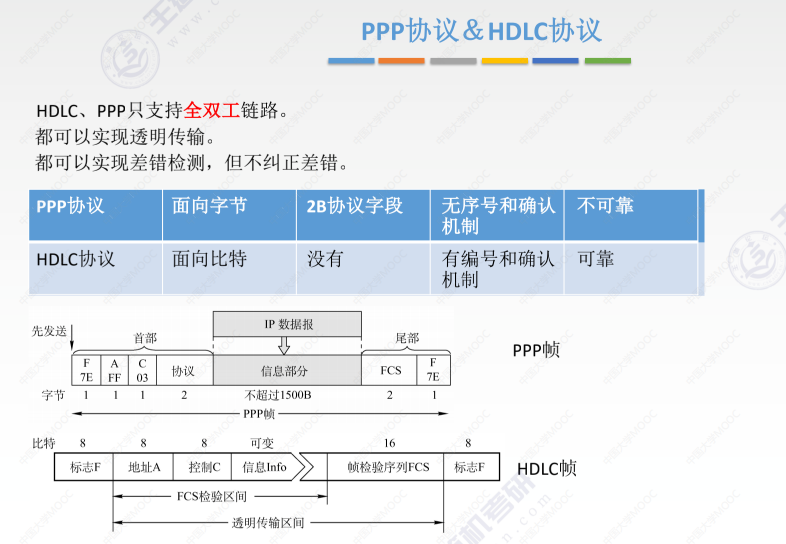 PPP协议＆HDLC协议
HDLC、PPP只支持全双工链路。
都可以实现透明传输。
都可以实现差错检测，但不纠正差错。
PPP协议 面向字节 2B协议字段 无序号和确认机制 不可靠
HDLC协议 面向比特 没有 有编号和确认机制 可靠
IP 数据报
先发送 首部 尾部
F A C F
7E FF 03 协议 信息部分 FCS 7E
PPP帧
字节 1 1 1 2 不超过1500B 2 1
PPP帧
比特 8 8 8 可变 16 8
标志F 地址A 控制C 信息Info 帧检验序列FCS 标志F HDLC帧
FCS检验区间
透明传输区间